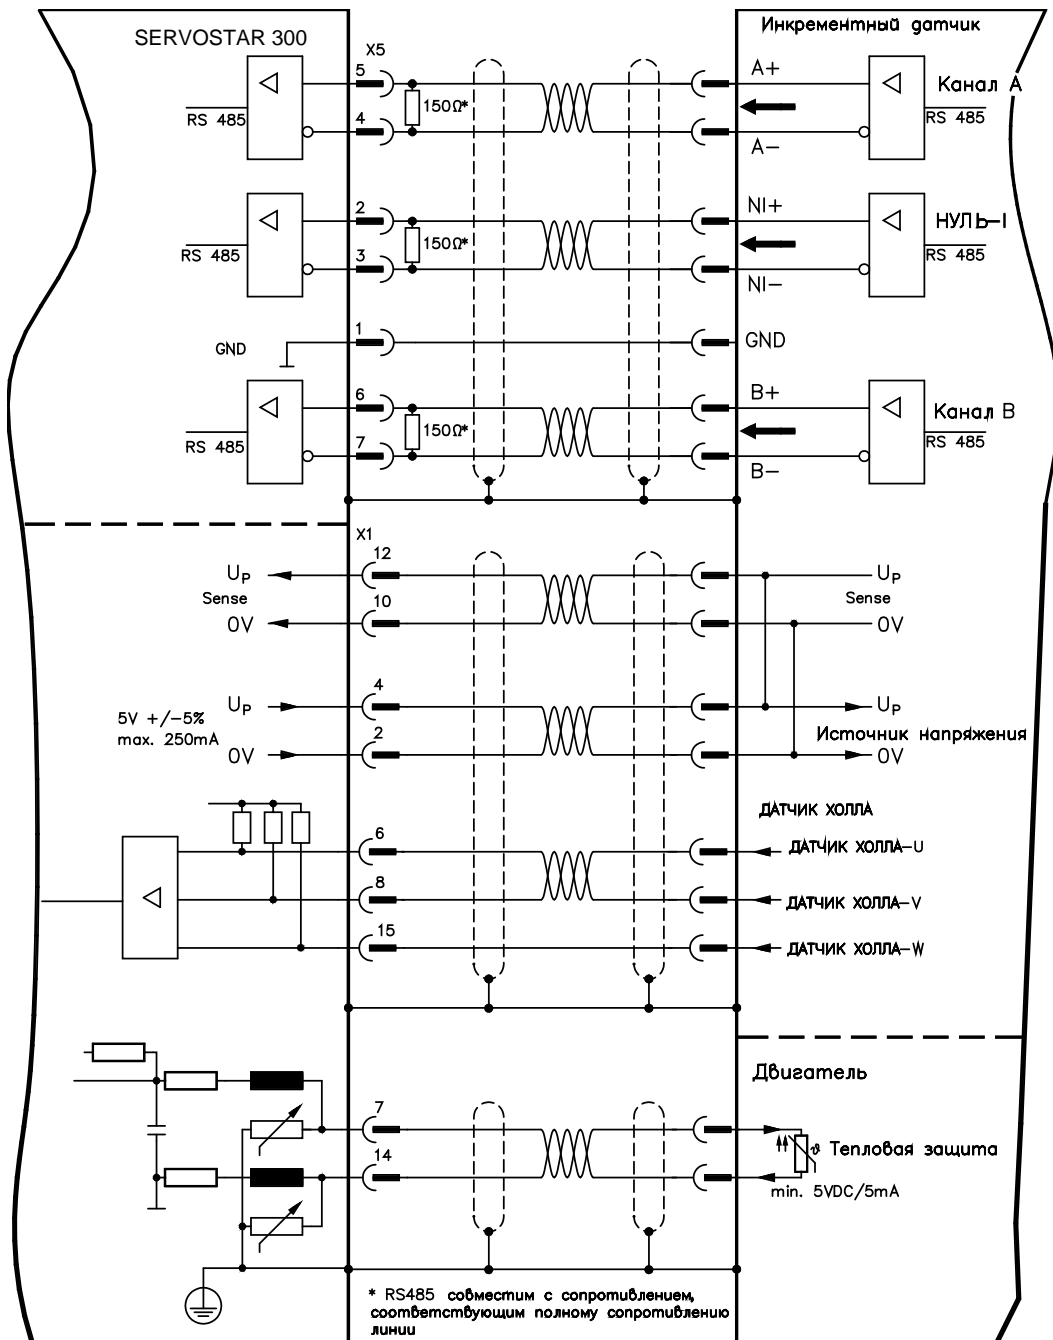 SERVOSTAR 300
Инкрементный датчик
X5
5
A+
Канал А
RS 485
150Ω*
RS 485
4
A−
2
NI+
НУЛЬ−I
RS 485
150Ω*
RS 485
3
NI−
1
GND
GND
6
B+
Канал В
RS 485
150Ω*
RS 485
7
B−
X1
12
UP
UP
Sense
Sense
10
0V
0V
4
UP
UP
5V +/−5%
max. 250mA
Источник напряжения
2
0V
0V
ДАТЧИК ХОЛЛА
6
ДАТЧИК ХОЛЛА−U
8
ДАТЧИК ХОЛЛА−V
15
ДАТЧИК ХОЛЛА−W
Двигатель
7
ϑ Тепловая защита
14
min. 5VDC/5mA
* RS485 совместим с сопротивлением,
соответствующим полному сопротивлению
линии